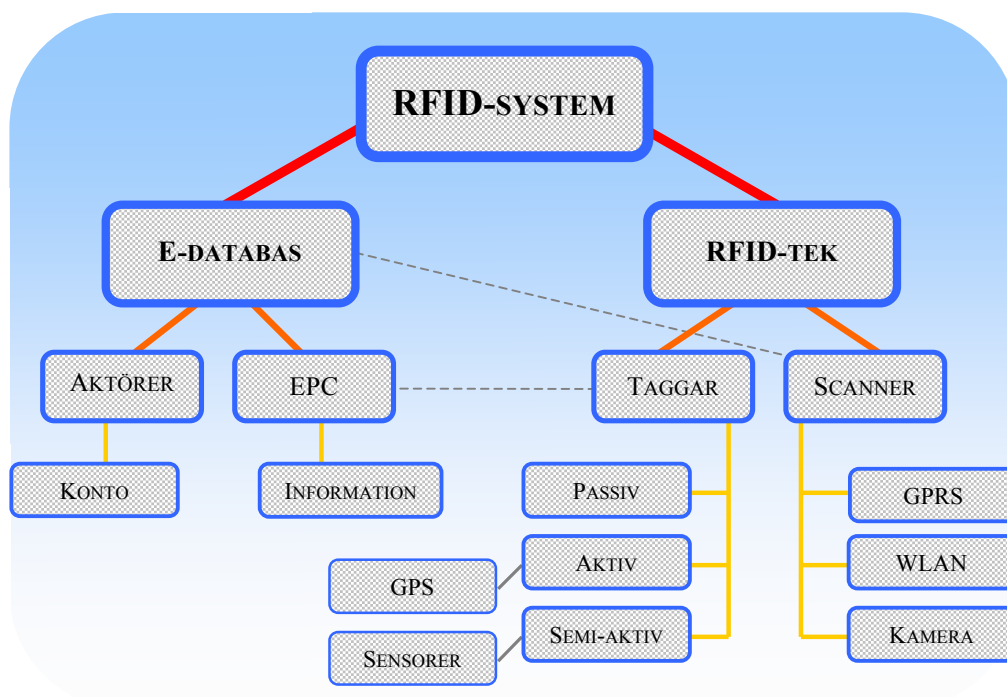 RFID-SYSTEM
E-DATABAS
RFID-TEK
AKTÖRER
EPC
TAGGAR
SCANNER
KONTO
INFORMATION
PASSIV
GPRS
AKTIV
WLAN
GPS
SEMI-AKTIV
KAMERA
SENSORER